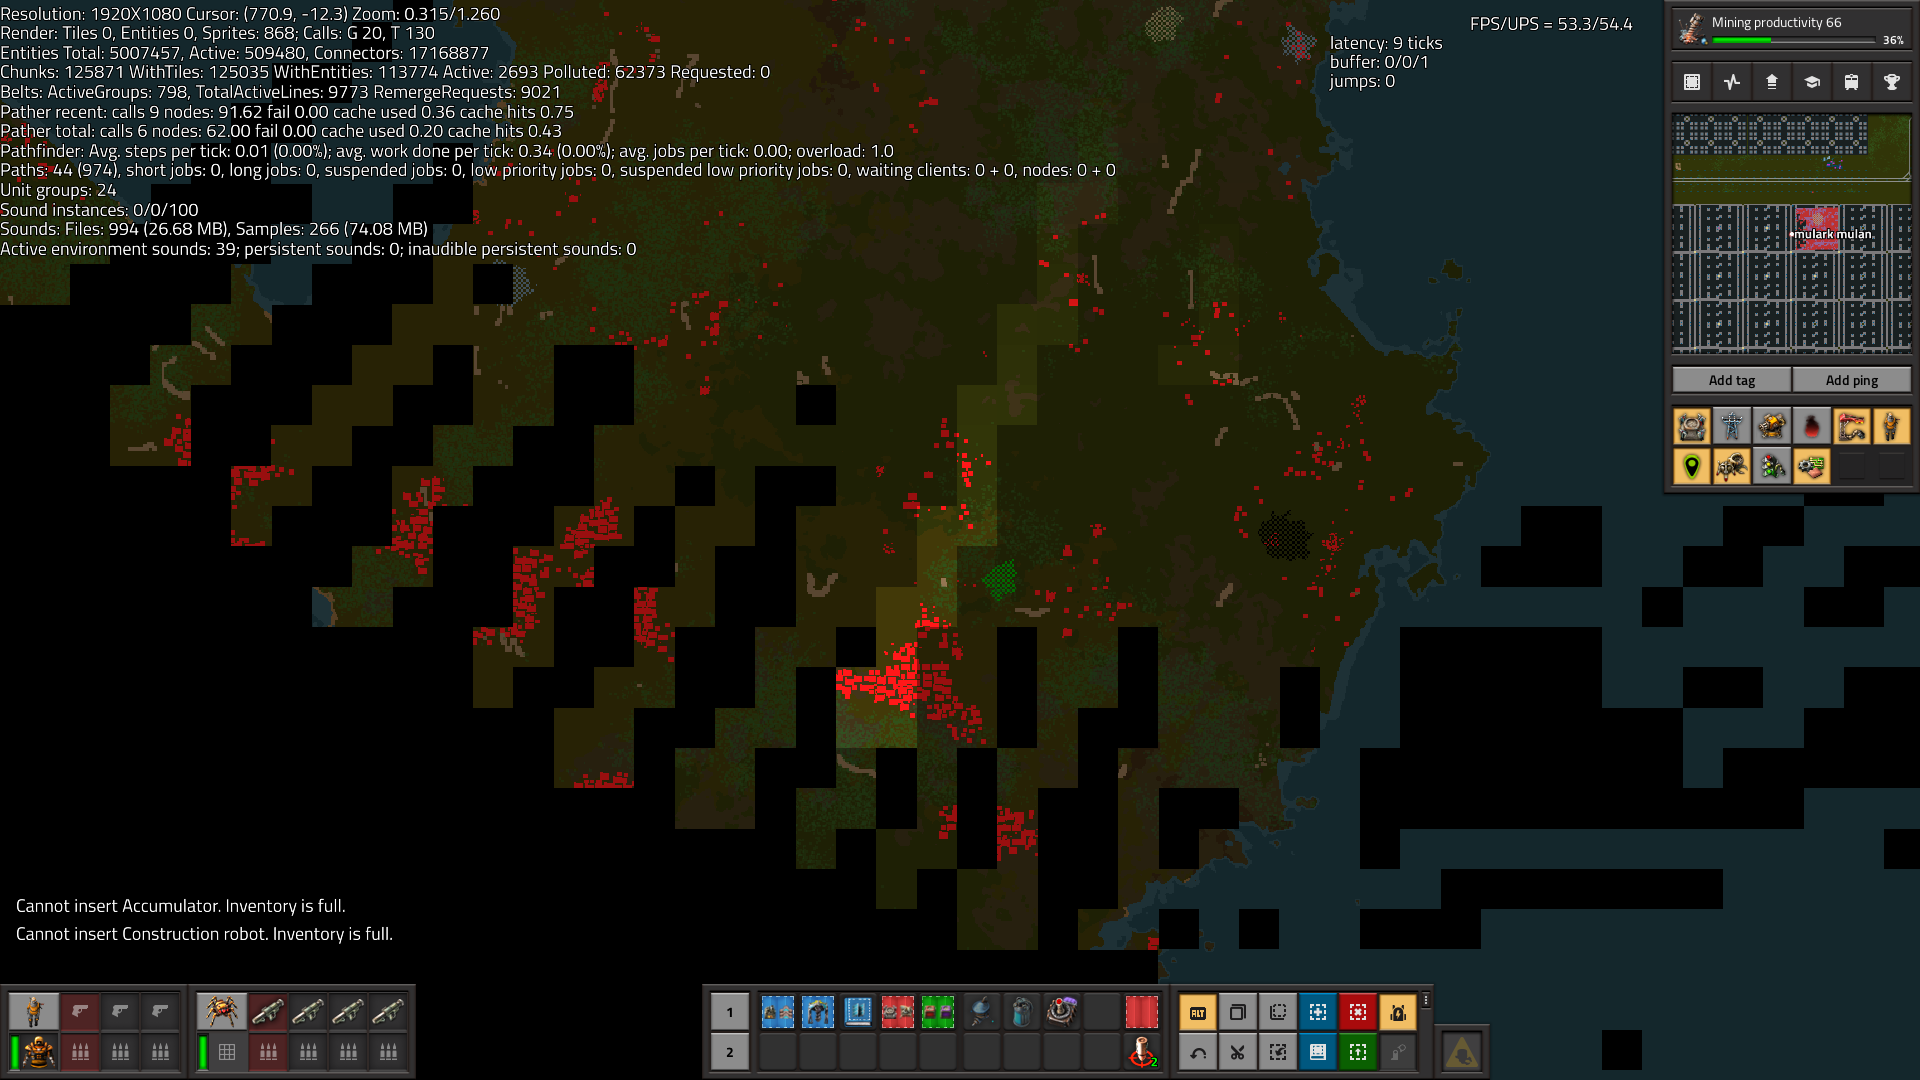 Resolution: 1920X1080 Cursor: (770.9, -12.3) Zoom: 0.315/1.260
Render: Tiles 0, Entities 0, Sprites: 868; Calls: G 20, T 130
Entities Total: 5007457, Active: 509480, Connectors: 17168877
Chunks: 125871 WithTiles: 125035 WithEntities: 113774 Active: 2693 Polluted: 62373 Requested: 0
Belts: ActiveGroups: 798, TotalActiveLines: 9773 RemergeRequests: 9021
Pather recent: calls 9 nodes: 91.62 fail 0.00 cache used 0.36 cache hits 0.75
Pather total: calls 6 nodes: 62.00 fail 0.00 cache used 0.20 cache hits 0.43
Pathfinder: Avg. steps per tick: 0.01 (0.00%); avg. work done per tick: 0.34 (0.00%); avg. jobs per tick: 0.00; overload: 1.0
Paths: 44 (974), short jobs: 0, long jobs: 0, suspended jobs: 0, low priority jobs: 0, suspended low priority jobs: 0, waiting clients: 0 + 0, nodes: 0 + 0
Unit groups: 24
Sound instances: 0/0/100
Sounds: Files: 994 (26.68 MB), Samples: 266 (74.08 MB)
Active environment sounds: 39; persistent sounds: 0; inaudible persistent sounds: 0
FPS/UPS = 53.3/54.4
latency: 9 ticks
buffer: 0/0/1
jumps: 0
Mining productivity 66
36%
mulark mulan
Add tag
Add ping
Cannot insert Accumulator. Inventory is full.
Cannot insert Construction robot. Inventory is full.
1
2
2
ALT